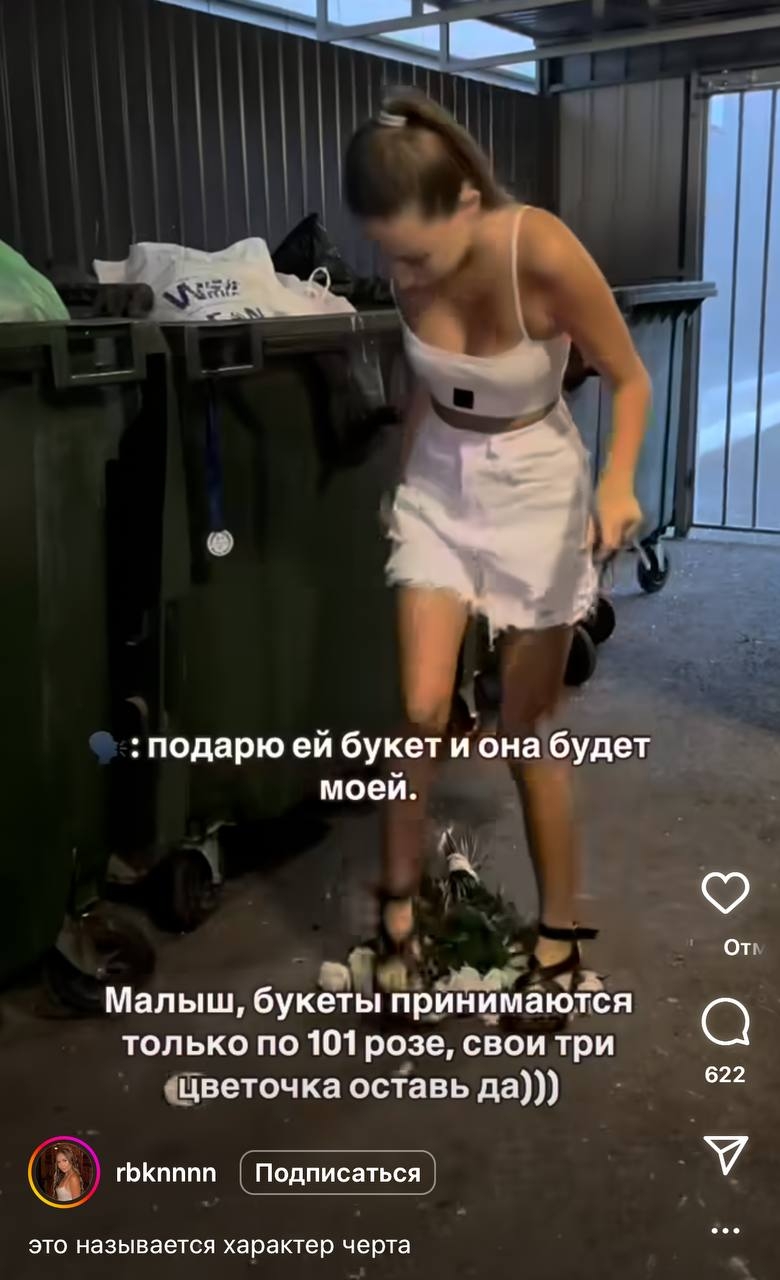 🗣: подарю ей букет и она будет
моей.
Малыш, букеты принимаются
только по 101 розе, свои три
цветочка оставь да)))
622
rbknnnn
Подписаться
это называется характер черта